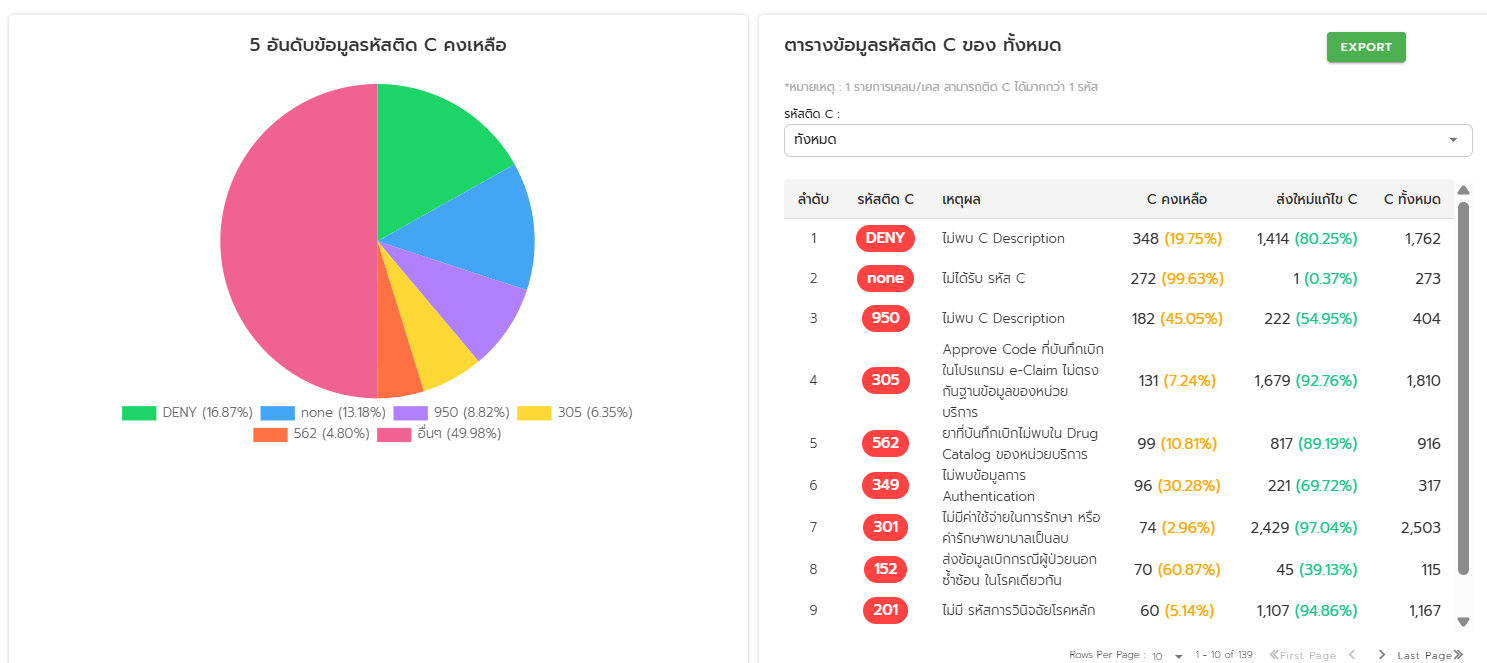 5 อันดับข้อมูลรหัสติด C คงเหลือ
DENY (16.87%) none (13.18%) 950 (8.82%) 305 (6.35%)
562 (4.80%) อื่นๆ (49.98%)
ตารางข้อมูลรหัสติด C ของ ทั้งหมด
EXPORT
*หมายเหตุ : 1 รายการเคลม/เคส สามารถติด C ได้มากกว่า 1 รหัส
รหัสติด C :
ทั้งหมด
ลำดับ รหัสติด C เหตุผล C คงเหลือ ส่งใหม่แก้ไข C C ทั้งหมด
1 DENY ไม่พบ C Description 348 (19.75%) 1,414 (80.25%) 1,762
2 none ไม่ได้รับ รหัส C 272 (99.63%) 1 (0.37%) 273
3 950 ไม่พบ C Description 182 (45.05%) 222 (54.95%) 404
Approve Code ที่บันทึกเบิก
ในโปรแกรม e-Claim ไม่ตรง
4 305 131 (7.24%) 1,679 (92.76%) 1,810
กับฐานข้อมูลของหน่วย
บริการ
ยาที่บันทึกเบิกไม่พบใน Drug
5 562 99 (10.81%) 817 (89.19%) 916
Catalog ของหน่วยบริการ
ไม่พบข้อมูลการ
6 349 96 (30.28%) 221 (69.72%) 317
Authentication
ไม่มีค่าใช้จ่ายในการรักษา หรือ
7 301 74 (2.96%) 2,429 (97.04%) 2,503
ค่ารักษาพยาบาลเป็นลบ
ส่งข้อมูลเบิกกรณีผู้ป่วยนอก
8 152 70 (60.87%) 45 (39.13%) 115
ซ้ำซ้อน ในโรคเดียวกัน
9 201 ไม่มี รหัสการวินิจฉัยโรคหลัก 60 (5.14%) 1,107 (94.86%) 1,167
Rows Per Page : 10 1 - 10 of 139 First Page Last Page